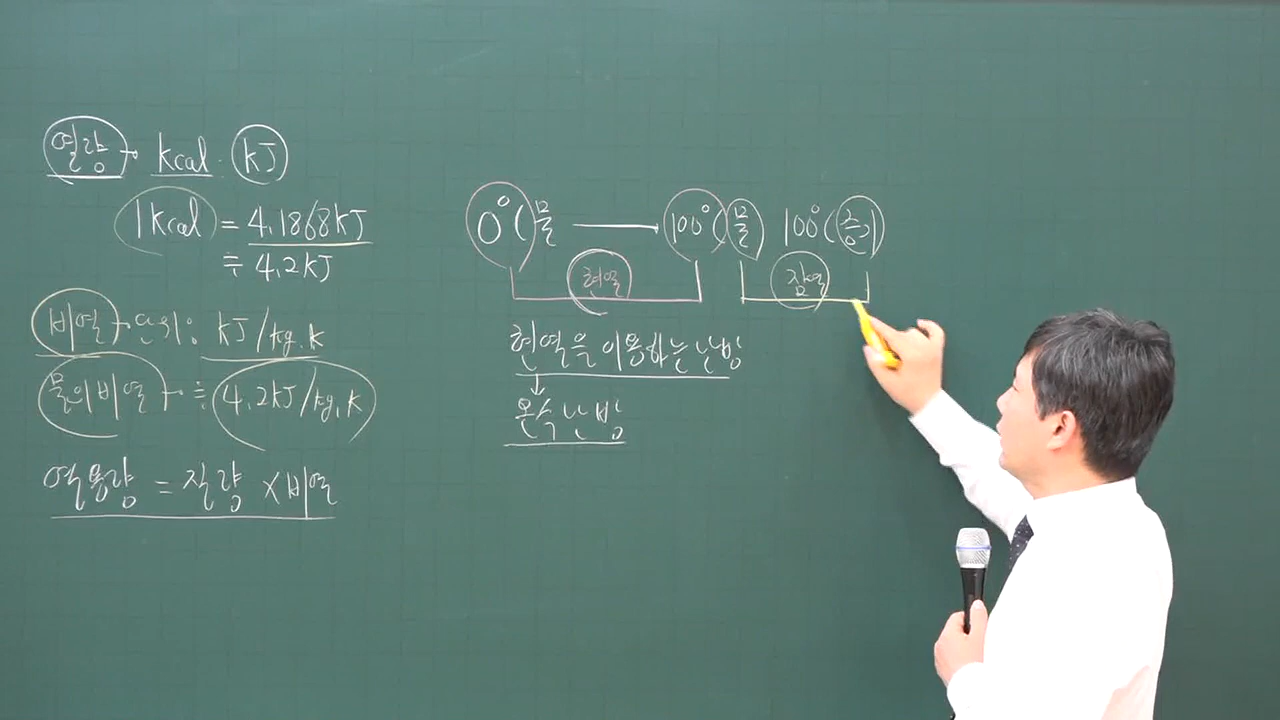 열량 → kcal · kJ
1kcal = 4.1868kJ
≒ 4.2kJ
비열 → 단위: kJ/kg.K
물의 비열 → ≒ 4.2kJ/kg.K
열용량 = 질량 × 비열
0°(물 → 100°(물 100°(증기)
현열 잠열
현열을 이용하는 난방
↓
온수난방